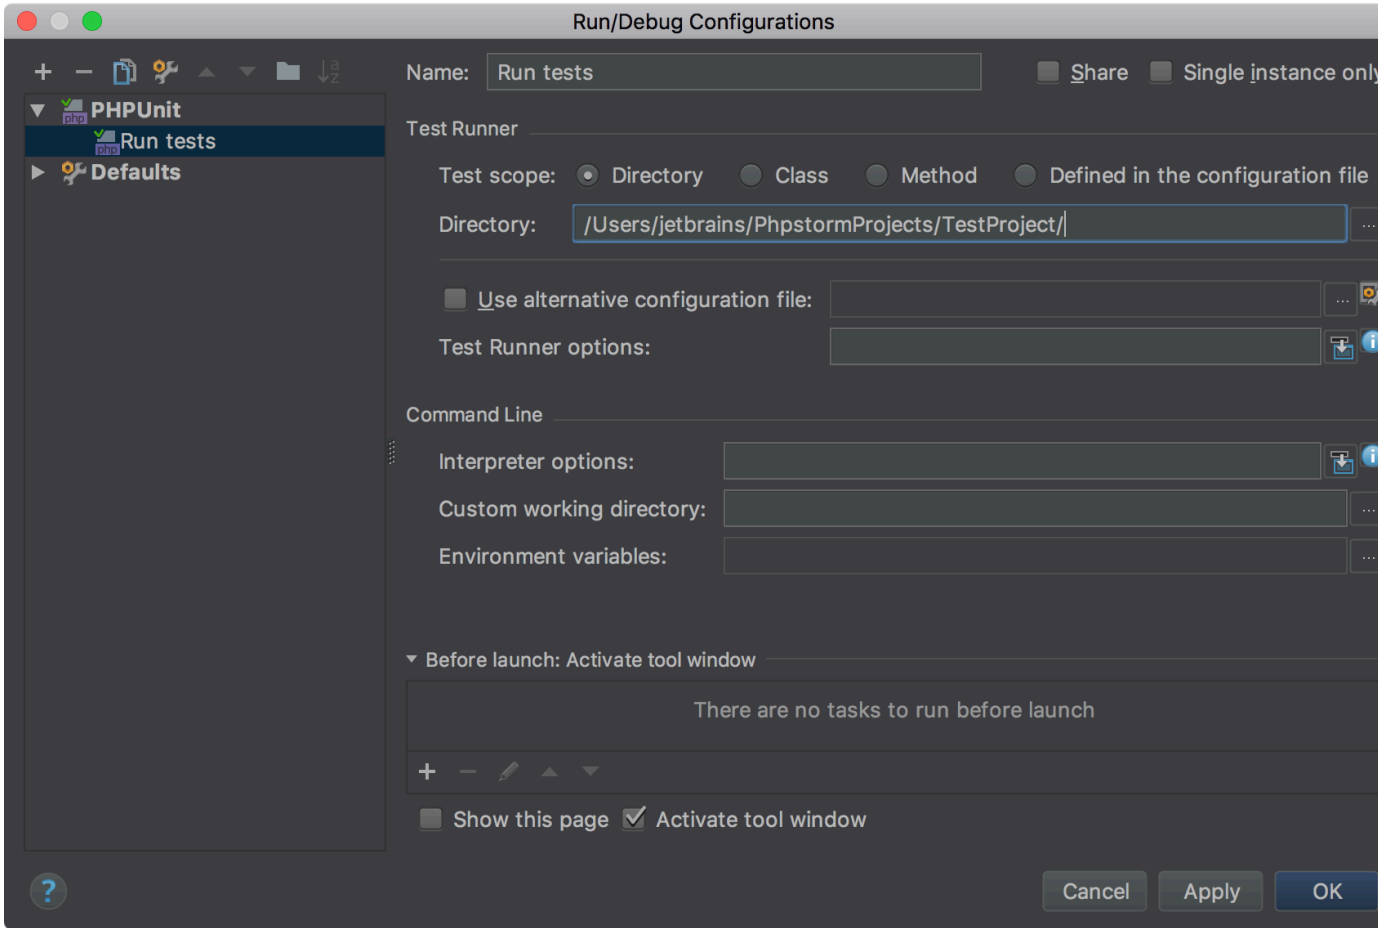 Run/Debug Configurations
Name: Run tests Share Single instance only
PHPUnit
Run tests
Defaults
Test Runner
Test scope: Directory Class Method Defined in the configuration file
Directory: /Users/jetbrains/PhpstormProjects/TestProject/
...
Use alternative configuration file: ...
Test Runner options:
Command Line
Interpreter options:
Custom working directory: ...
Environment variables: ...
Before launch: Activate tool window
There are no tasks to run before launch
Show this page Activate tool window
? Cancel Apply OK